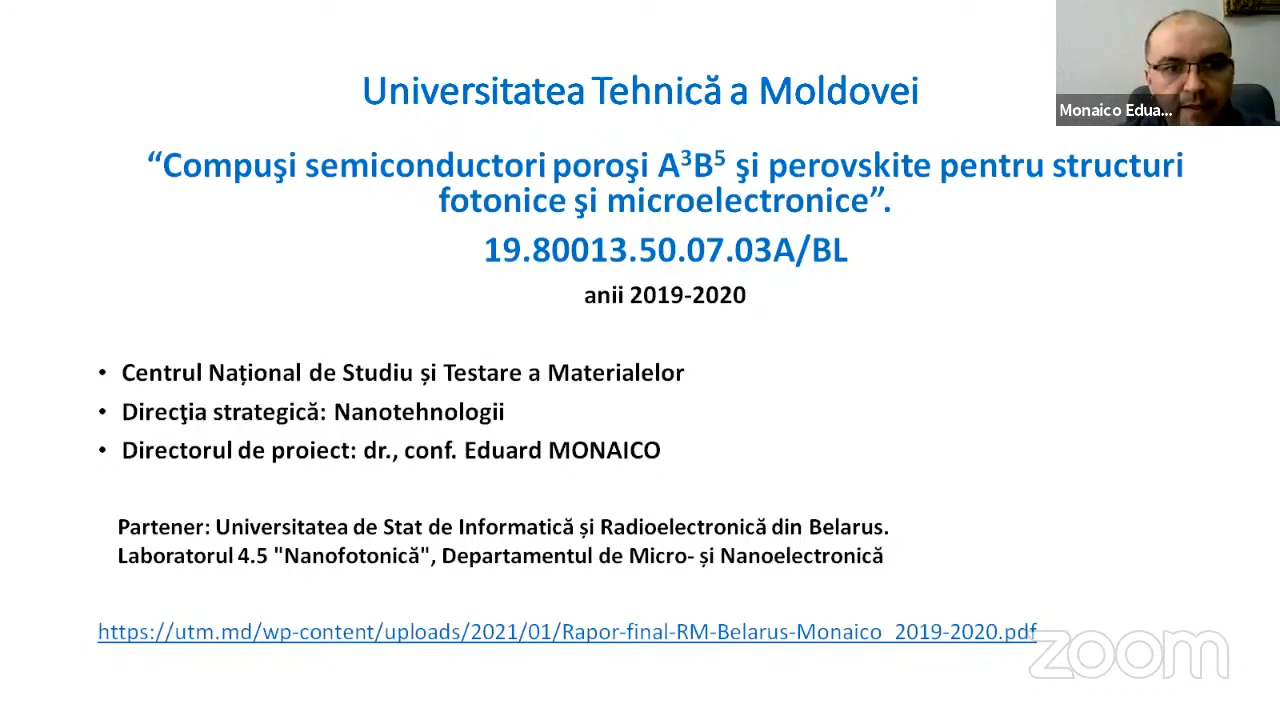 Universitatea Tehnică a Moldovei
Monaico Edua...
“Compuşi semiconductori poroşi A³B⁵ şi perovskite pentru structuri
fotonice şi microelectronice”.
19.80013.50.07.03A/BL
anii 2019-2020
• Centrul Național de Studiu și Testare a Materialelor
• Direcţia strategică: Nanotehnologii
• Directorul de proiect: dr., conf. Eduard MONAICO
Partener: Universitatea de Stat de Informatică și Radioelectronică din Belarus.
Laboratorul 4.5 "Nanofotonică", Departamentul de Micro- și Nanoelectronică
https://utm.md/wp-content/uploads/2021/01/Rapor-final-RM-Belarus-Monaico_2019-2020.pdf
zoom